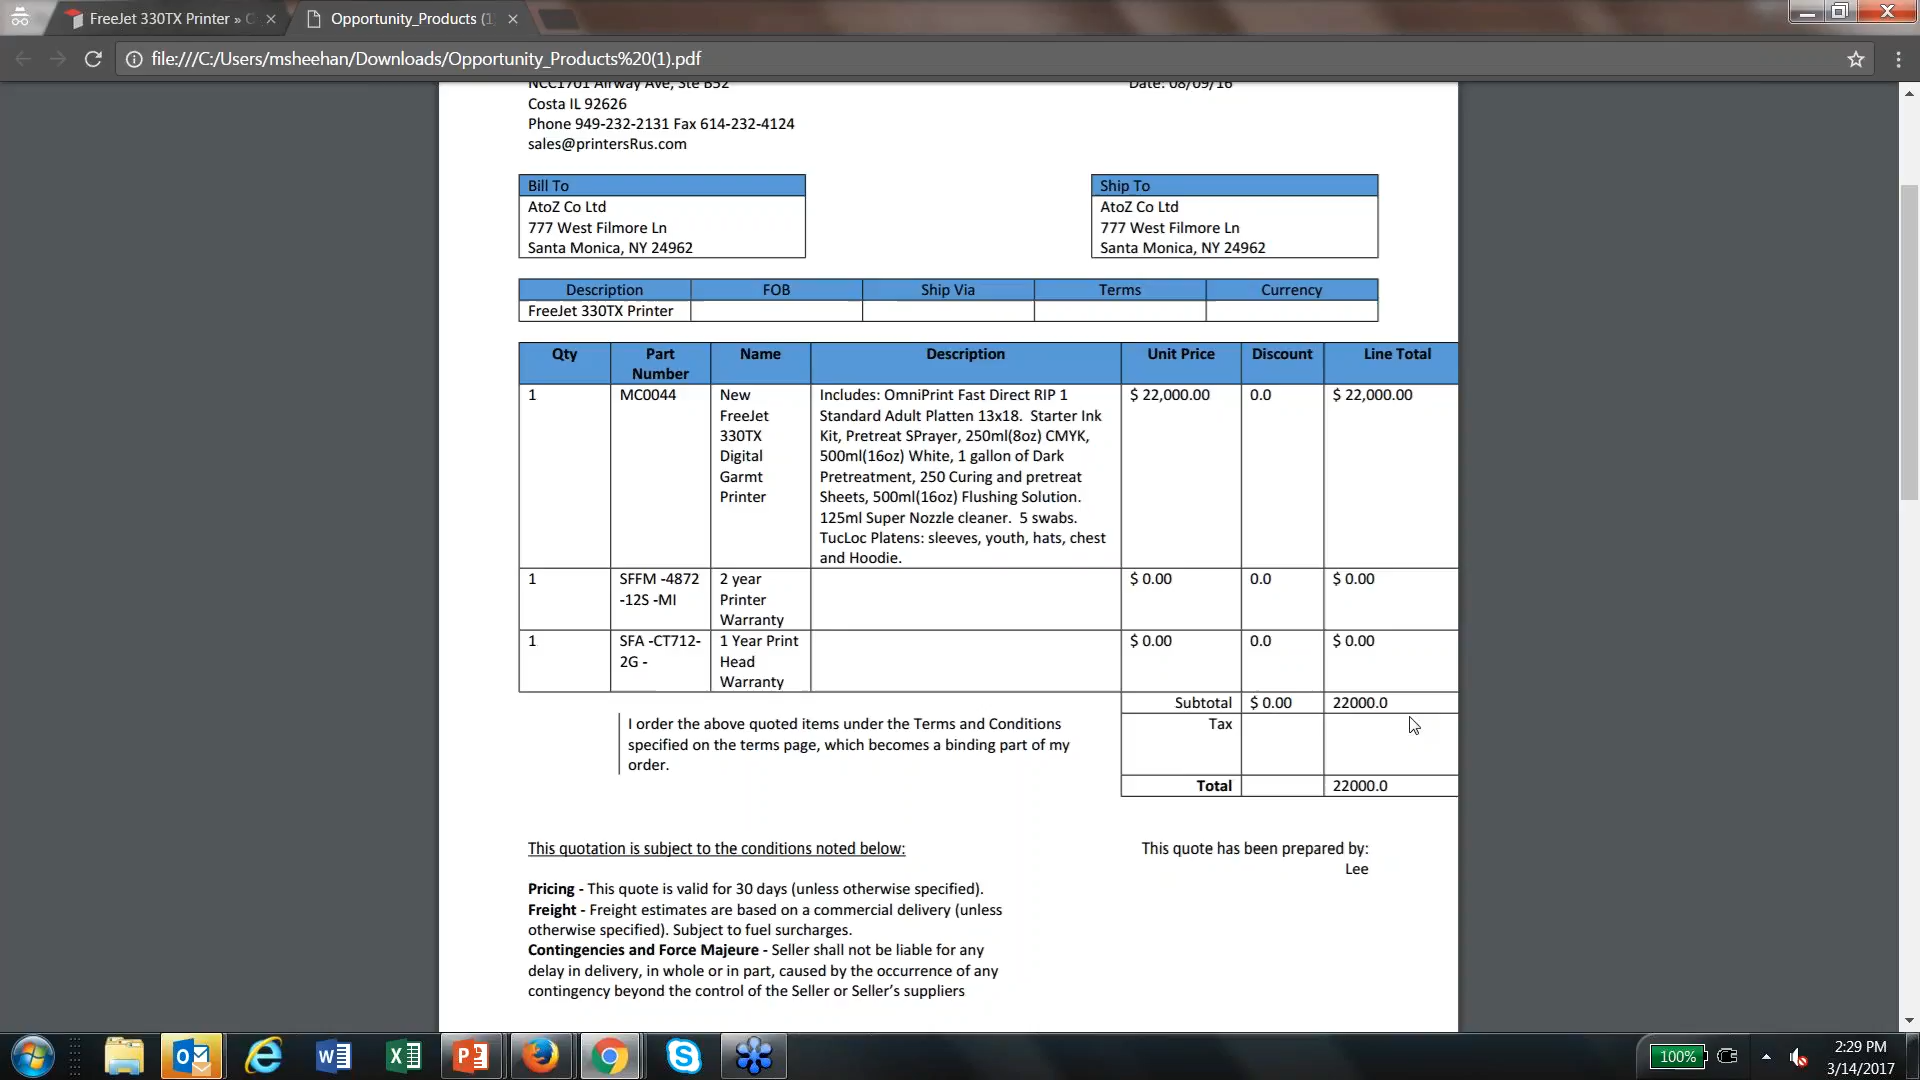 FreeJet 330TX Printer » C
Opportunity_Products (1
file:///C:/Users/msheehan/Downloads/Opportunity_Products%20(1).pdf
NCC1701 Airway Ave, Ste B52
Date: 08/09/16
Costa IL 92626
Phone 949-232-2131 Fax 614-232-4124
sales@printersRus.com
Bill To
AtoZ Co Ltd
777 West Filmore Ln
Santa Monica, NY 24962
Ship To
AtoZ Co Ltd
777 West Filmore Ln
Santa Monica, NY 24962
Description FOB Ship Via Terms Currency
FreeJet 330TX Printer
Qty Part Number Name Description Unit Price Discount Line Total
1
MC0044
New
FreeJet
330TX
Digital
Garmt
Printer
Includes: OmniPrint Fast Direct RIP 1
Standard Adult Platten 13x18. Starter Ink
Kit, Pretreat SPrayer, 250ml(8oz) CMYK,
500ml(16oz) White, 1 gallon of Dark
Pretreatment, 250 Curing and pretreat
Sheets, 500ml(16oz) Flushing Solution.
125ml Super Nozzle cleaner. 5 swabs.
TucLoc Platens: sleeves, youth, hats, chest
and Hoodie.
$ 22,000.00
0.0
$ 22,000.00
1
SFFM -4872
-12S -MI
2 year
Printer
Warranty
$ 0.00
0.0
$ 0.00
1
SFA -CT712-
2G -
1 Year Print
Head
Warranty
$ 0.00
0.0
$ 0.00
Subtotal $ 0.00 22000.0
I order the above quoted items under the Terms and Conditions
specified on the terms page, which becomes a binding part of my
order.
Tax
Total 22000.0
This quotation is subject to the conditions noted below:
This quote has been prepared by:
Lee
Pricing - This quote is valid for 30 days (unless otherwise specified).
Freight - Freight estimates are based on a commercial delivery (unless
otherwise specified). Subject to fuel surcharges.
Contingencies and Force Majeure - Seller shall not be liable for any
delay in delivery, in whole or in part, caused by the occurrence of any
contingency beyond the control of the Seller or Seller's suppliers
100%
2:29 PM
3/14/2017